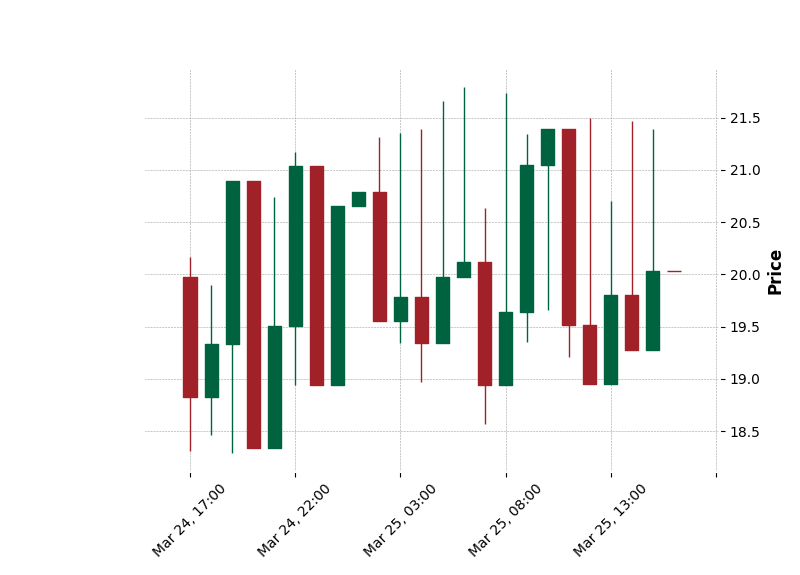 21.5
21.0
20.5
20.0
19.5
19.0
18.5
Price
Mar 24, 17:00
Mar 24, 22:00
Mar 25, 03:00
Mar 25, 08:00
Mar 25, 13:00